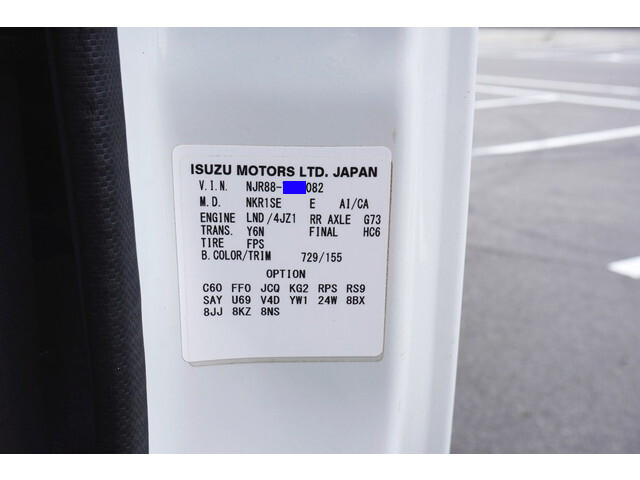 ISUZU MOTORS LTD. JAPAN
V.I.N. NJR88- 082
M.D. NKR1SE E AI/CA
ENGINE LND/4JZ1 RR AXLE G73
TRANS. Y6N FINAL HC6
TIRE FPS
B.COLOR/TRIM 729/155
OPTION
C60 FF0 JCQ KG2 RPS RS9
SAY U69 V4D YW1 24W 8BX
8JJ 8KZ 8NS